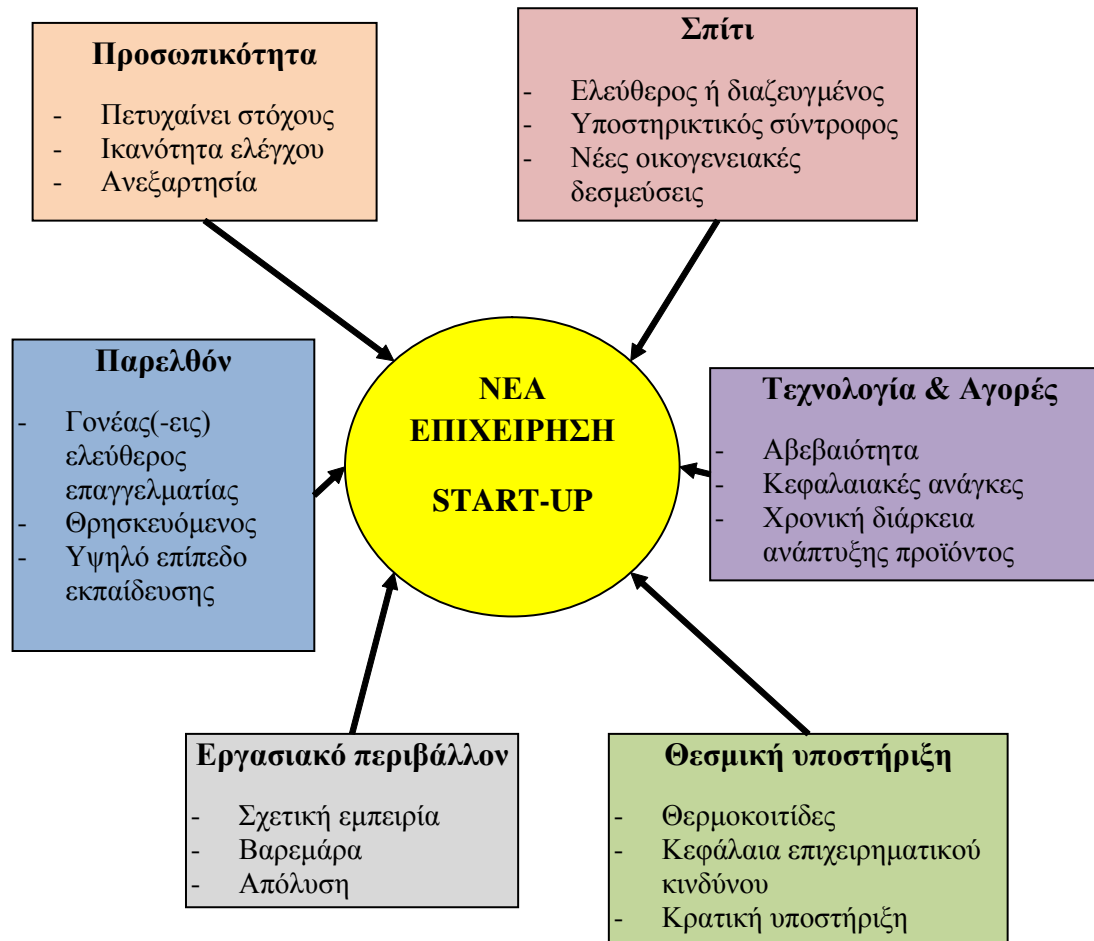 Προσωπικότητα
- Πετυχαίνει στόχους
- Ικανότητα ελέγχου
- Ανεξαρτησία
Σπίτι
- Ελεύθερος ή διαζευγμένος
- Υποστηρικτικός σύντροφος
- Νέες οικογενειακές
δεσμεύσεις
Παρελθόν
- Γονέας(-εις)
ελεύθερος
επαγγελματίας
- Θρησκευόμενος
- Υψηλό επίπεδο
εκπαίδευσης
ΝΕΑ
ΕΠΙΧΕΙΡΗΣΗ
START-UP
Τεχνολογία & Αγορές
- Αβεβαιότητα
- Κεφαλαιακές ανάγκες
- Χρονική διάρκεια
ανάπτυξης προϊόντος
Εργασιακό περιβάλλον
- Σχετική εμπειρία
- Βαρεμάρα
- Απόλυση
Θεσμική υποστήριξη
- Θερμοκοιτίδες
- Κεφάλαια επιχειρηματικού
κινδύνου
- Κρατική υποστήριξη